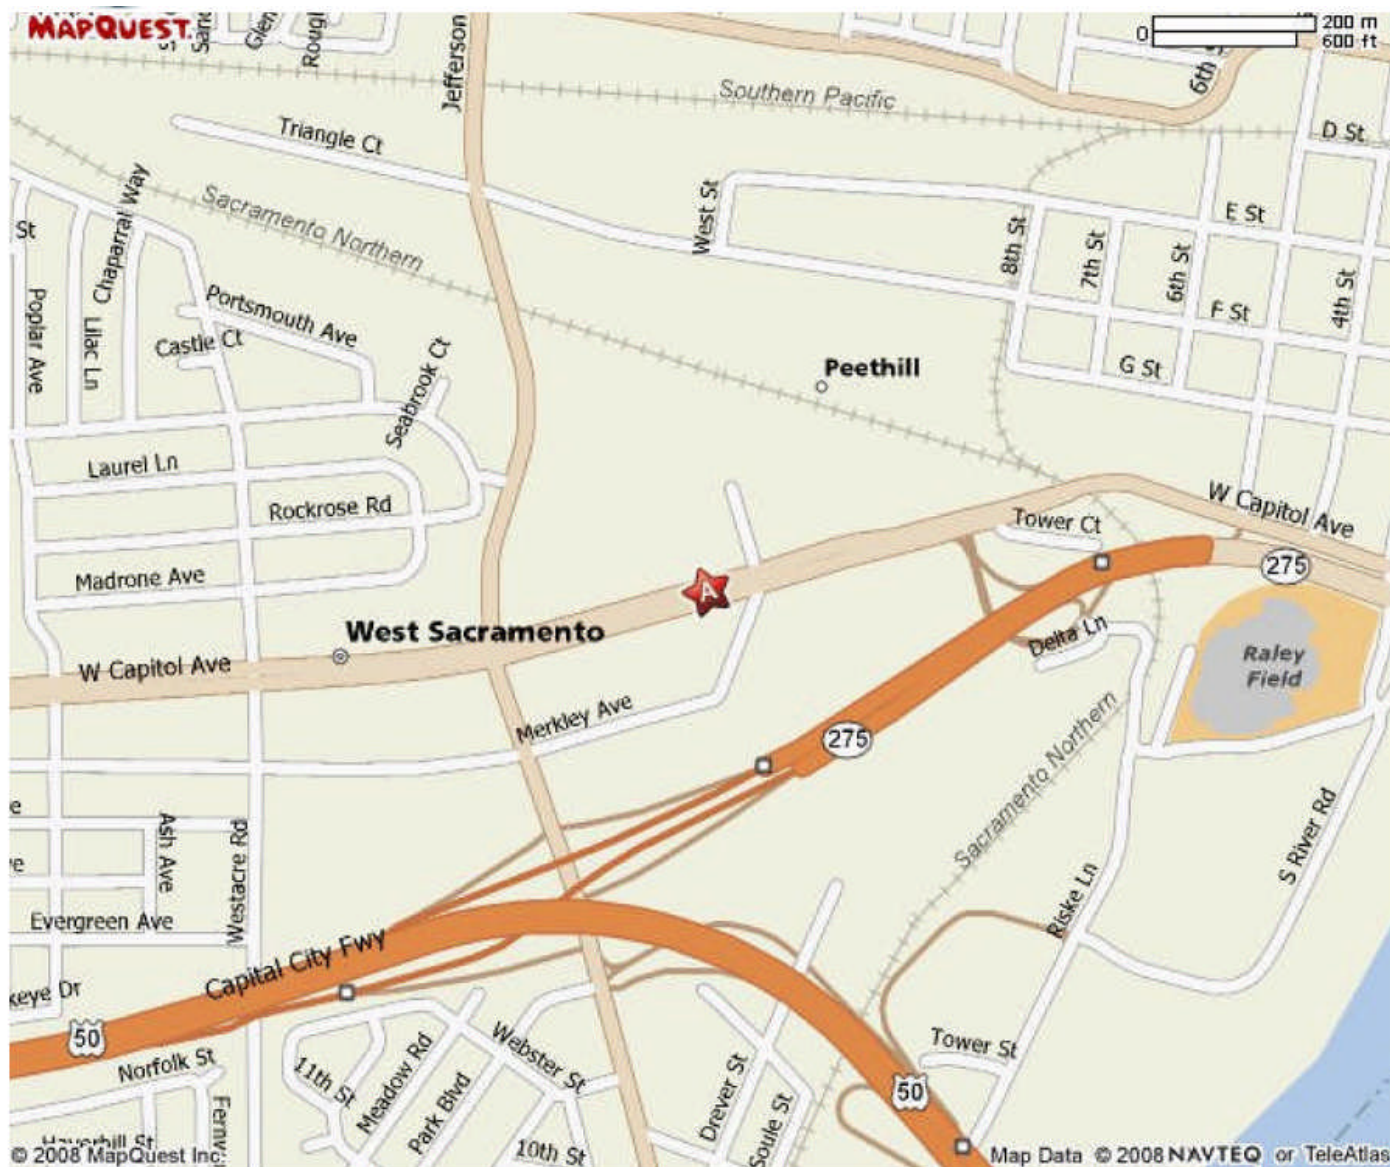 MAPQUEST.
Glen
Jefferson
0
200 m
600 ft
6th
Southern Pacific
D St
Triangle Ct
Sacramento Northern
West St
E St
St
Chaparral Way
8th St
7th St
6th St
4th St
Poplar Ave
Lilac Ln
Portsmouth Ave
Castle Ct
F St
Seabrook Ct
Peethill
G St
Laurel Ln
Rockrose Rd
W Capitol Ave
Tower Ct
Madrone Ave
275
A
West Sacramento
Delta Ln
Raley
Field
W Capitol Ave
Merkley Ave
275
Sacramento Northern
Ash Ave
Westacre Rd
S River Rd
Evergreen Ave
Riske Ln
Capital City Fwy
keye Dr
50
Norfolk St
11th St
Meadow Rd
Webster St
Park Blvd
Tower St
Drever St
50
Soule St
10th St
© 2008 MapQuest Inc.
Map Data © 2008 NAVTEQ or TeleAtlas